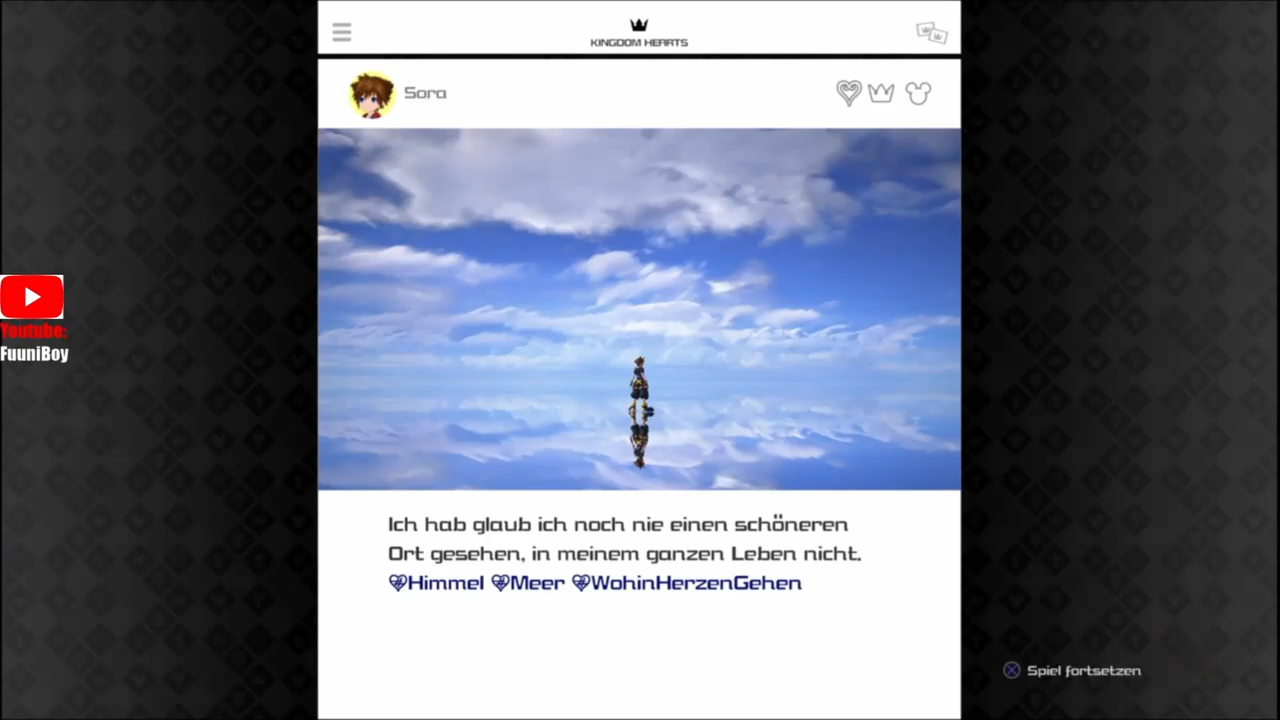 KINGDOM HEARTS
Sora
Youtube:
FuuniBoy
Ich hab glaub ich noch nie einen schöneren
Ort gesehen, in meinem ganzen Leben nicht.
Himmel Meer WohinHerzenGehen
Spiel fortsetzen